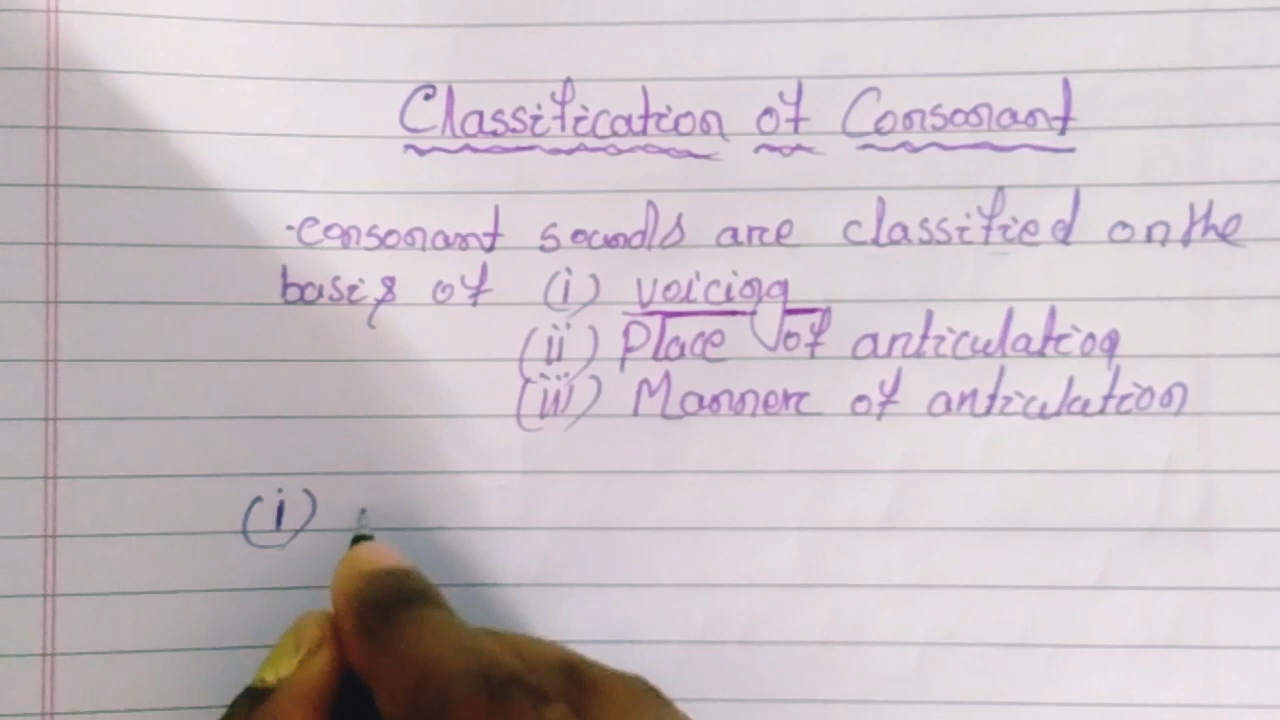 Classification of Consonant
·consonant sounds are classified on the
basis of (i) voicing
(ii) Place of articulation
(iii) Manner of articulation
(i)